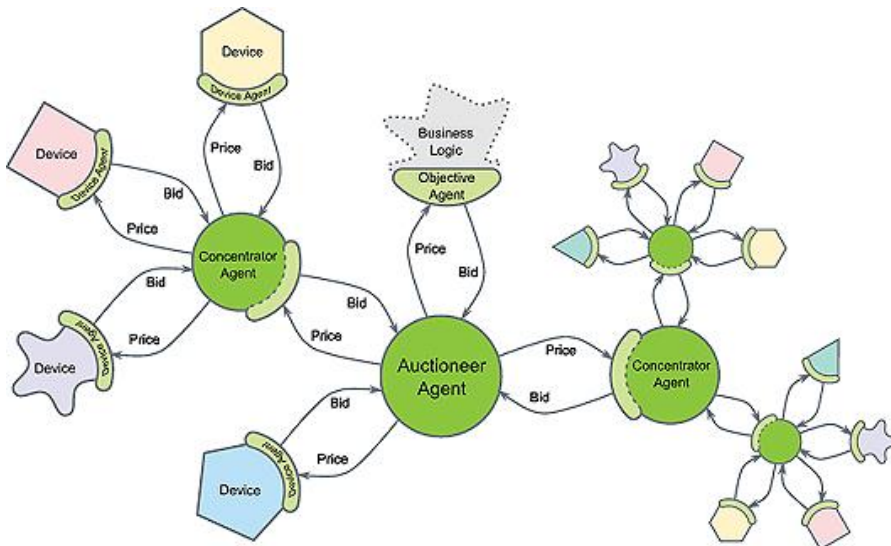 Device
Device Agent
Price
Bid
Device
Device Agent
Bid
Price
Concentrator
Agent
Bid
Price
Device
Device Agent
Bid
Price
Business
Logic
Objective
Agent
Price
Bid
Auctioneer
Agent
Bid
Price
Device
Device Agent
Price
Bid
Concentrator
Agent